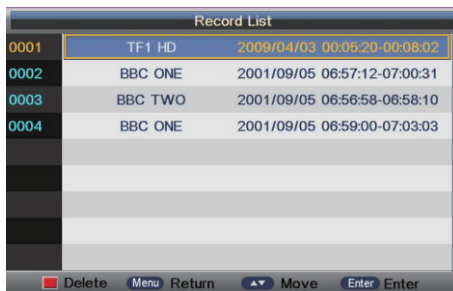 Record List
0001 TF1 HD 2009/04/03 00:05:20-00:08:02
0002 BBC ONE 2001/09/05 06:57:12-07:00:31
0003 BBC TWO 2001/09/05 06:56:58-06:58:10
0004 BBC ONE 2001/09/05 06:59:00-07:03:03
Delete Menu Return Move Enter Enter